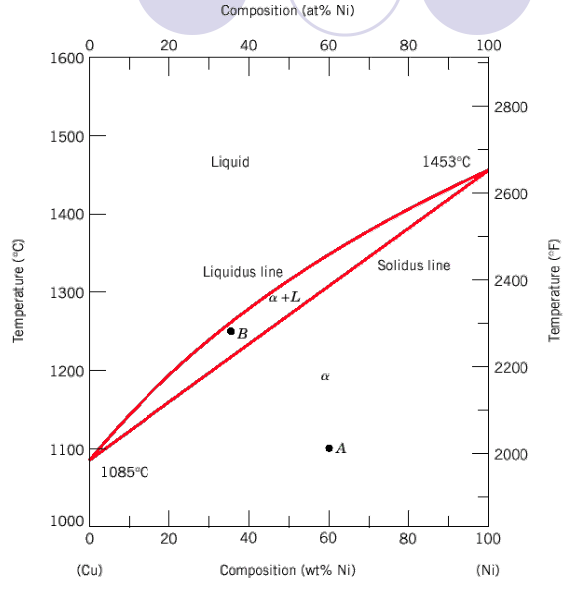 Composition (at% Ni)
0 20 40 60 80 100
1600
2800
1500
Liquid
1453°C
2600
1400
Liquidus line
Solidus line
2400
α +L
1300
B
1200
α
2200
1100
A
2000
1085°C
1000
0 20 40 60 80 100
(Cu)
Composition (wt% Ni)
(Ni)
Temperature (°C)
Temperature (°F)